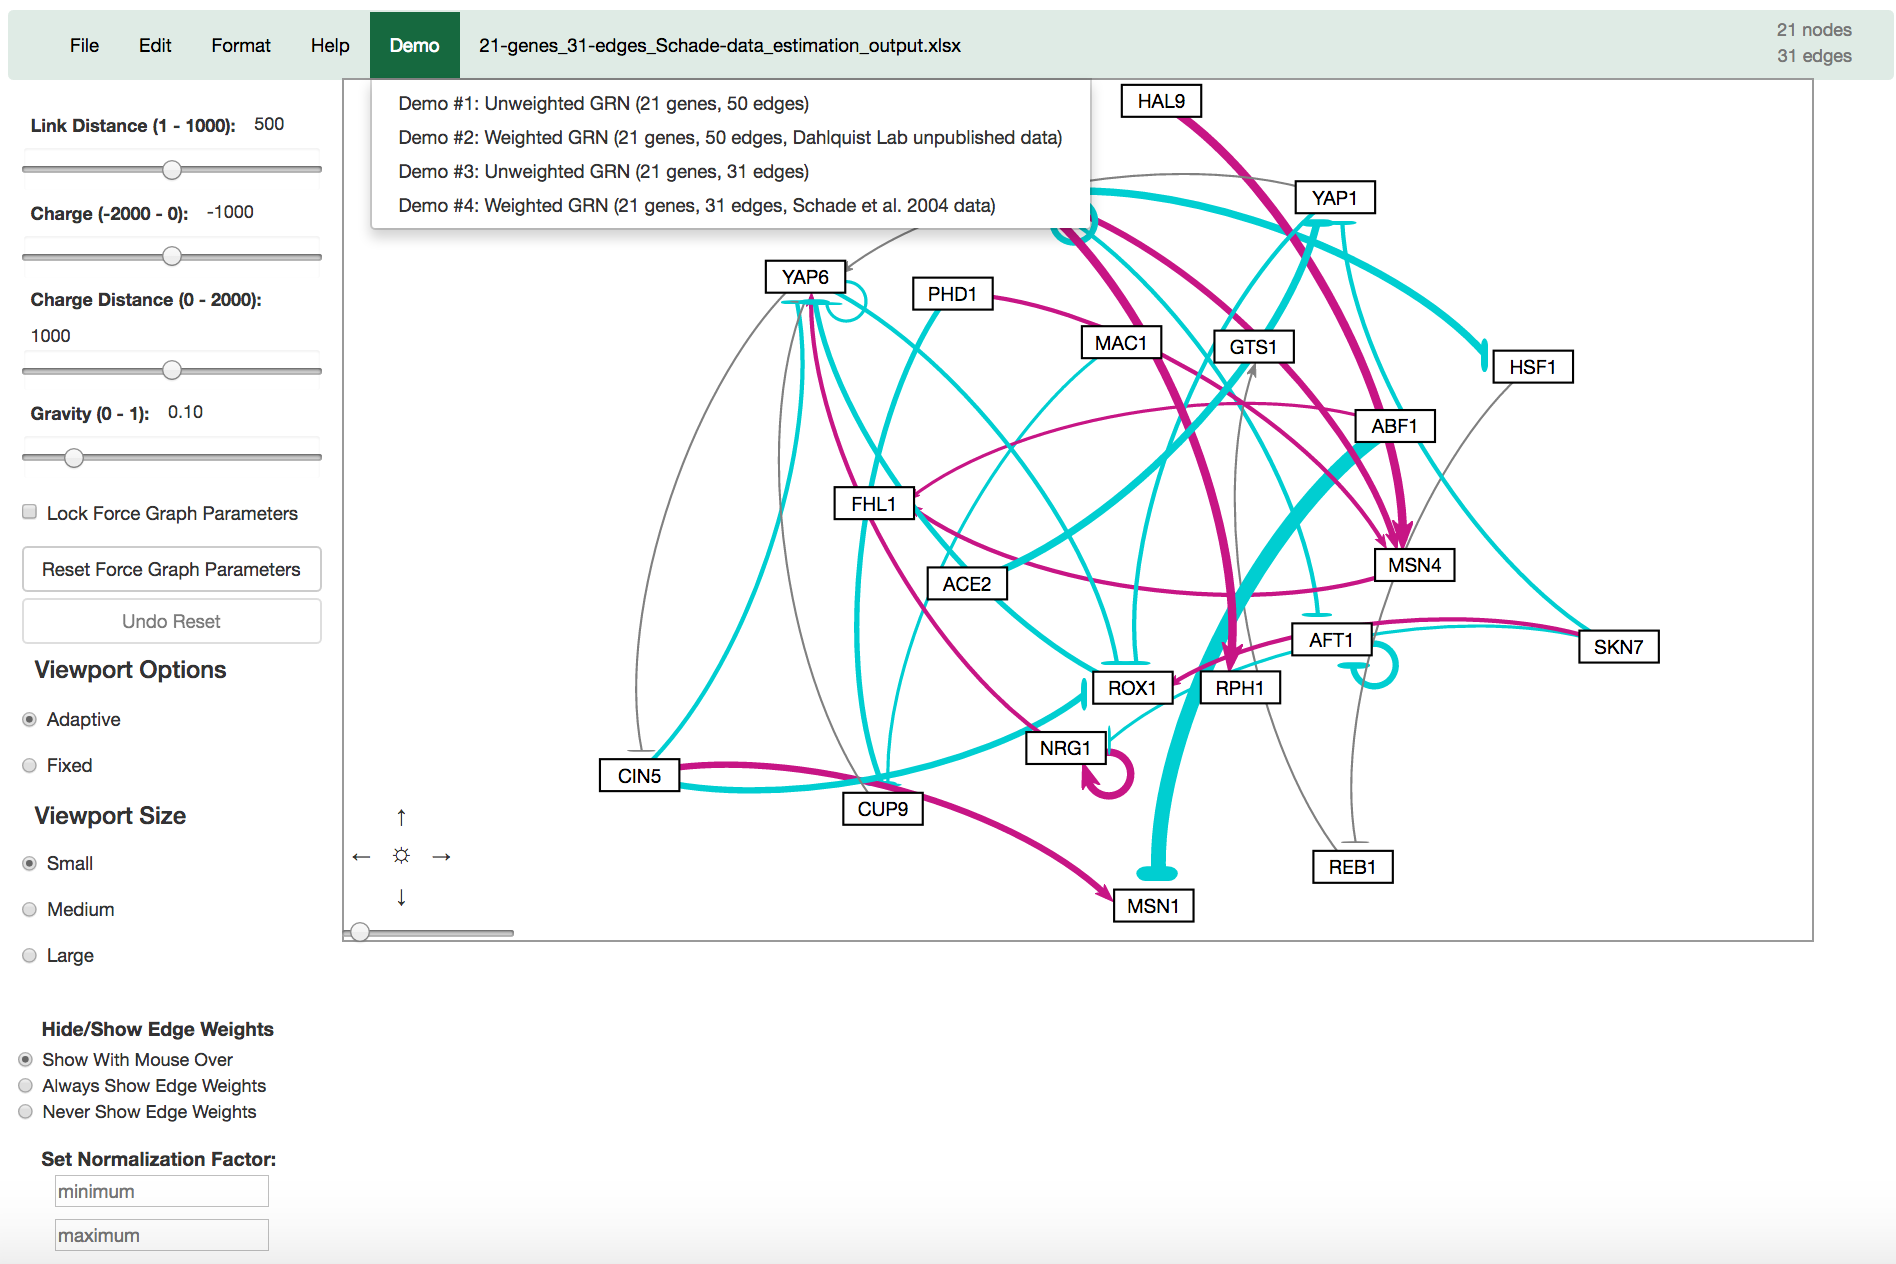 File Edit Format Help Demo 21-genes_31-edges_Schade-data_estimation_output.xlsx
21 nodes
31 edges
Demo #1: Unweighted GRN (21 genes, 50 edges)
Demo #2: Weighted GRN (21 genes, 50 edges, Dahlquist Lab unpublished data)
Demo #3: Unweighted GRN (21 genes, 31 edges)
Demo #4: Weighted GRN (21 genes, 31 edges, Schade et al. 2004 data)
Link Distance (1 - 1000): 500
Charge (-2000 - 0): -1000
Charge Distance (0 - 2000):
1000
Gravity (0 - 1): 0.10
Lock Force Graph Parameters
Reset Force Graph Parameters
Undo Reset
Viewport Options
Adaptive
Fixed
Viewport Size
Small
Medium
Large
Hide/Show Edge Weights
Show With Mouse Over
Always Show Edge Weights
Never Show Edge Weights
Set Normalization Factor:
minimum
maximum
HAL9
YAP1
YAP6
PHD1
MAC1
GTS1
HSF1
ABF1
FHL1
MSN4
ACE2
AFT1
SKN7
ROX1
RPH1
NRG1
CIN5
CUP9
REB1
MSN1